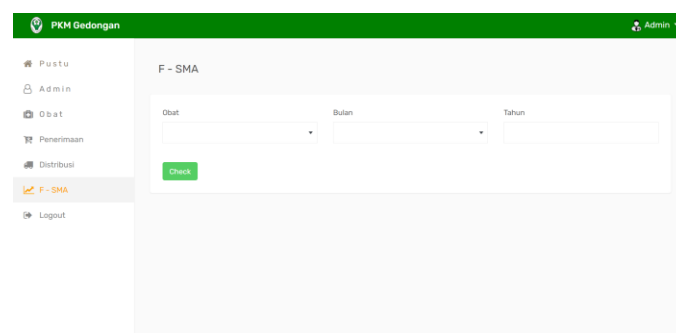 PKM Gedongan
Admin
Pustu
Admin
Obat
Penerimaan
Distribusi
F - SMA
Logout
F - SMA
Obat
Bulan
Tahun
Check